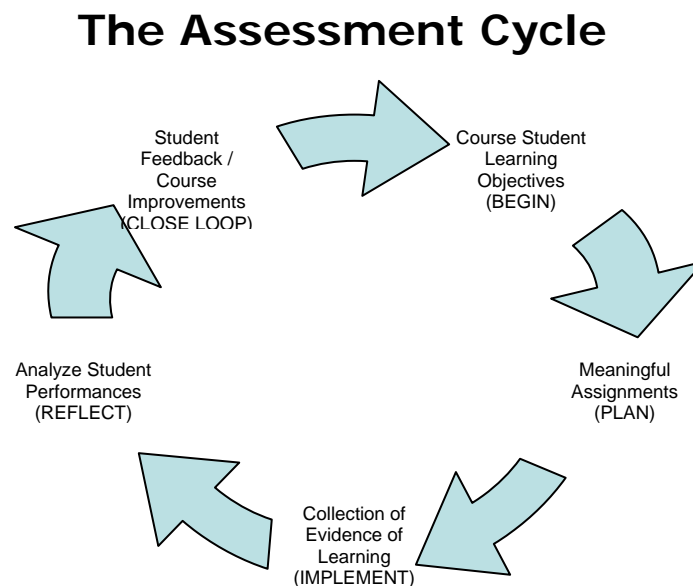 The Assessment Cycle
Student
Feedback /
Course
Improvements
(CLOSE LOOP)
Course Student
Learning
Objectives
(BEGIN)
Meaningful
Assignments
(PLAN)
Collection of
Evidence of
Learning
(IMPLEMENT)
Analyze Student
Performances
(REFLECT)